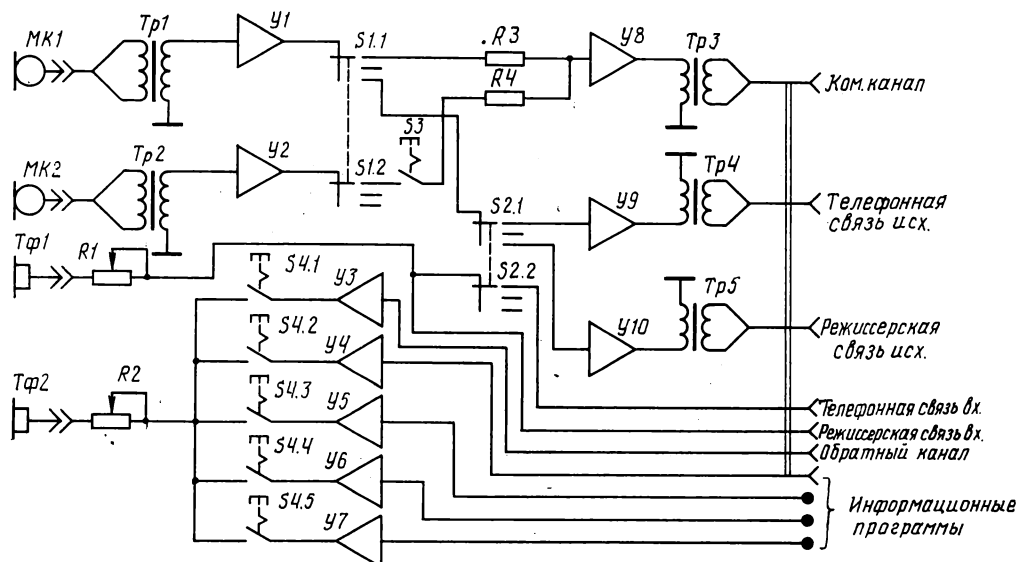 МК1
Тр1
У1
S1.1
R3
R4
У8
Тр3
Ком.канал
МК2
Тр2
У2
S1.2
S3
S2.1
У9
Тр4
Телефонная
связь исх.
Тф1
R1
S4.1
У3
S2.2
У10
Тр5
Режиссерская
связь исх.
S4.2
У4
Тф2
R2
S4.3
У5
Телефонная связь вх.
Режиссерская связь вх.
Обратный канал
S4.4
У6
S4.5
У7
Информационные
программы